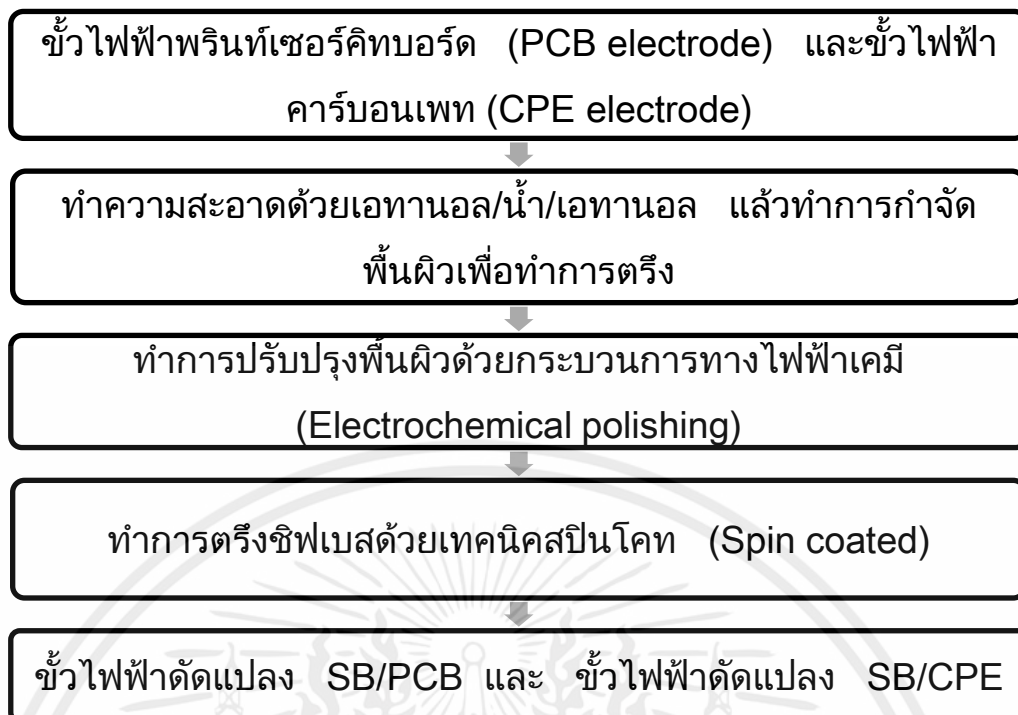 ขั้วไฟฟ้าพรินท์เซอร์คิทบอร์ด (PCB electrode) และขั้วไฟฟ้า
คาร์บอนเพท (CPE electrode)
ทำความสะอาดด้วยเอทานอล/น้ำ/เอทานอล แล้วทำการกำจัด
พื้นผิวเพื่อทำการตรึง
ทำการปรับปรุงพื้นผิวด้วยกระบวนการทางไฟฟ้าเคมี
(Electrochemical polishing)
ทำการตรึงชิฟเบสด้วยเทคนิคสปินโคท (Spin coated)
ขั้วไฟฟ้าดัดแปลง SB/PCB และ ขั้วไฟฟ้าดัดแปลง SB/CPE